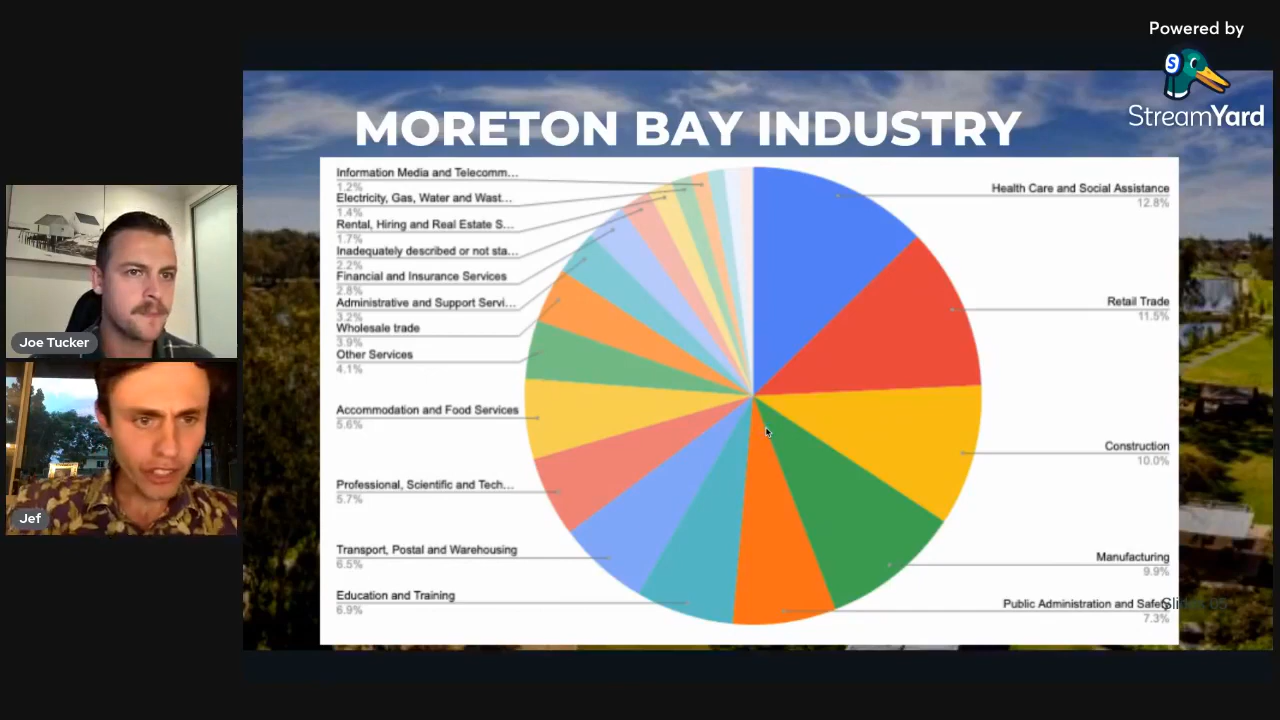 Powered by
StreamYard
MORETON BAY INDUSTRY
Information Media and Telecomm...
1.2%
Electricity, Gas, Water and Wast...
1.4%
Rental, Hiring and Real Estate S...
1.7%
Inadequately described or not sta...
2.2%
Financial and Insurance Services
2.8%
Administrative and Support Servi...
3.2%
Wholesale trade
3.9%
Other Services
4.1%
Accommodation and Food Services
5.6%
Professional, Scientific and Tech...
5.7%
Transport, Postal and Warehousing
6.5%
Education and Training
6.9%
Health Care and Social Assistance
12.8%
Retail Trade
11.5%
Construction
10.0%
Manufacturing
9.9%
Public Administration and Safety
7.3%
Joe Tucker
Jef